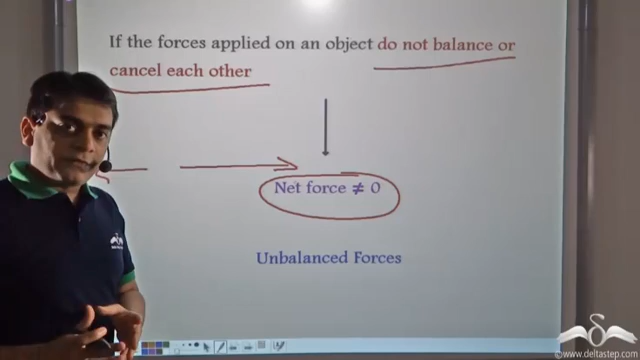 If the forces applied on an object do not balance or
cancel each other
Net force ≠ 0
Unbalanced Forces
©www.deltastep.com